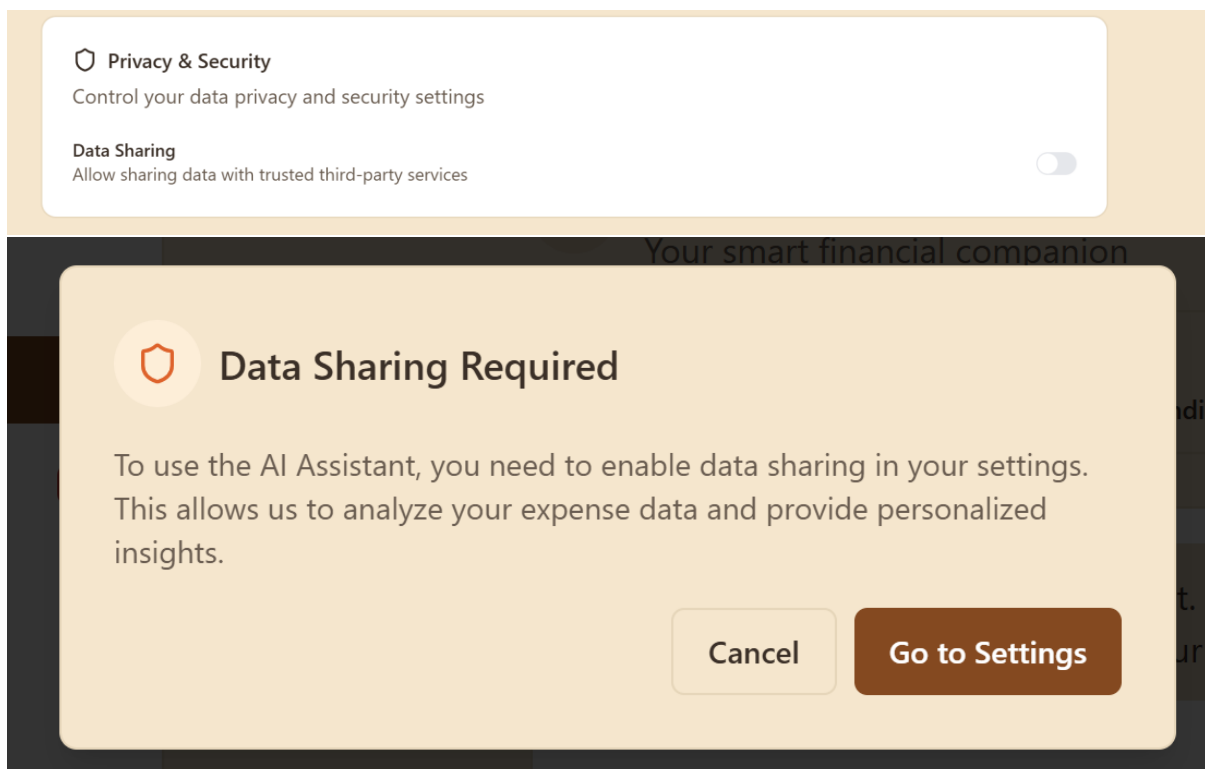 Privacy & Security
Control your data privacy and security settings
Data Sharing
Allow sharing data with trusted third-party services
Your smart financial companion
Data Sharing Required
To use the AI Assistant, you need to enable data sharing in your settings.
This allows us to analyze your expense data and provide personalized
insights.
Cancel
Go to Settings